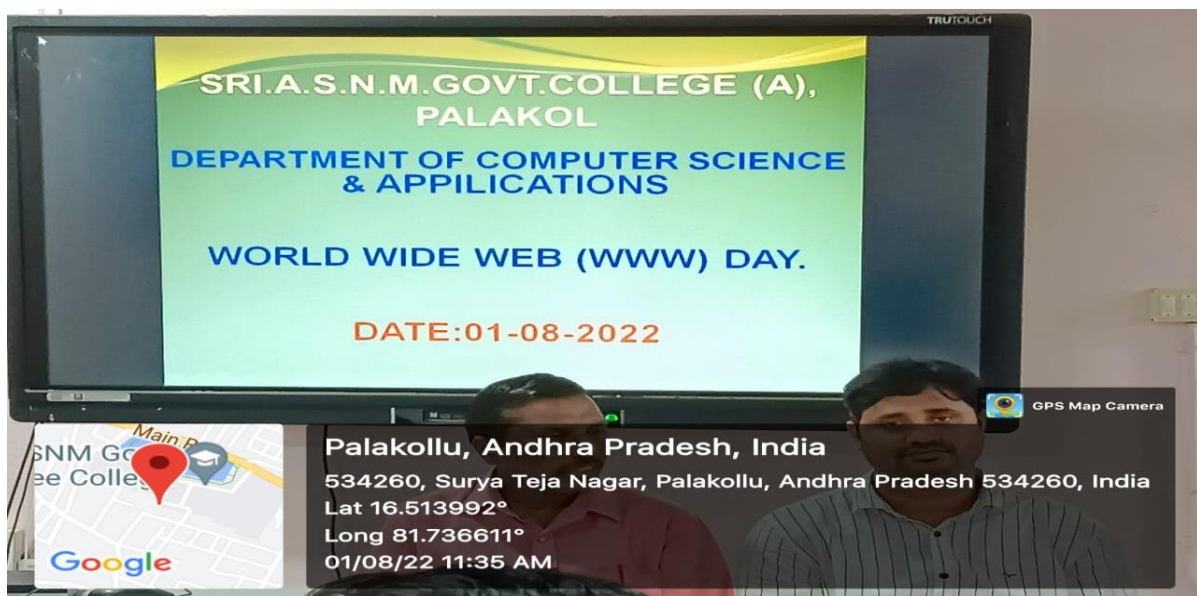 TRUTOUCH
SRI.A.S.N.M.GOVT.COLLEGE (A),
PALAKOL
DEPARTMENT OF COMPUTER SCIENCE
& APPILICATIONS
WORLD WIDE WEB (WWW) DAY.
DATE:01-08-2022
GPS Map Camera
Main
SNM Go
ee Colle
Google
Palakollu, Andhra Pradesh, India
534260, Surya Teja Nagar, Palakollu, Andhra Pradesh 534260, India
Lat 16.513992°
Long 81.736611°
01/08/22 11:35 AM